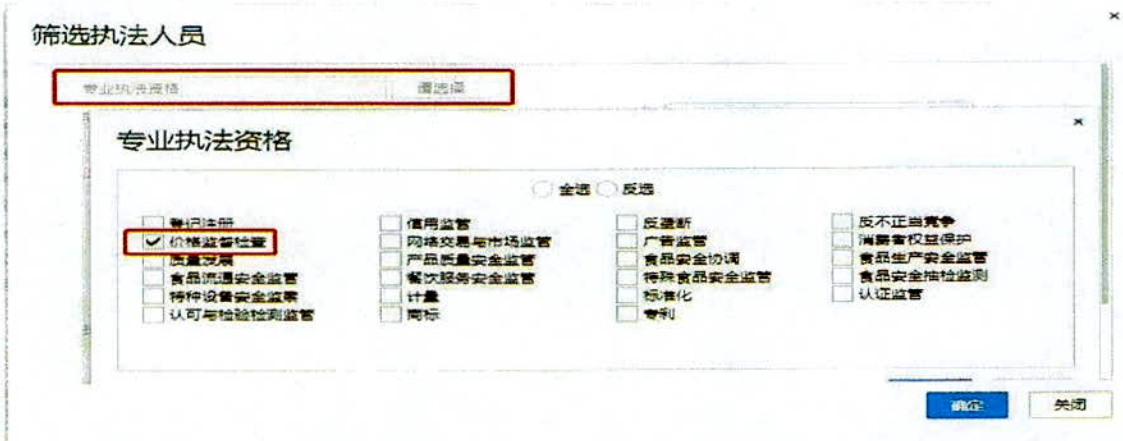 筛选执法人员
专业执法资格 请选择
专业执法资格
全选 反选
登记注册 信用监管 反垄断 反不正当竞争
价格监督检查 网络交易与市场监管 广告监管 消费者权益保护
质量发展 产品质量安全监管 食品安全协调 食品生产安全监管
食品流通安全监管 餐饮服务安全监管 特殊食品安全监管 食品安全抽检监测
特种设备安全监察 计量 标准化 认证监管
认可与检验检测监管 商标 专利
确定 关闭